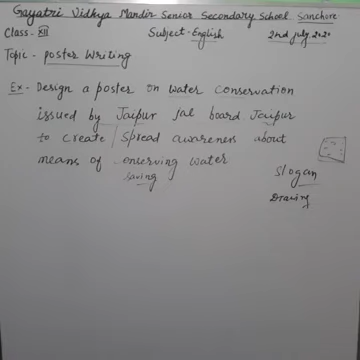 Gayatri Vidhya Mandir Senior Secondary School Sanchore
Class - XII Subject - English 2nd July 2020
Topic - poster Writing
Ex - Design a poster on water conservation
issued by Jaipur Jal board Jaipur
to create / Spread awareness about
means of conserving water
saving
Slogan
Drawing